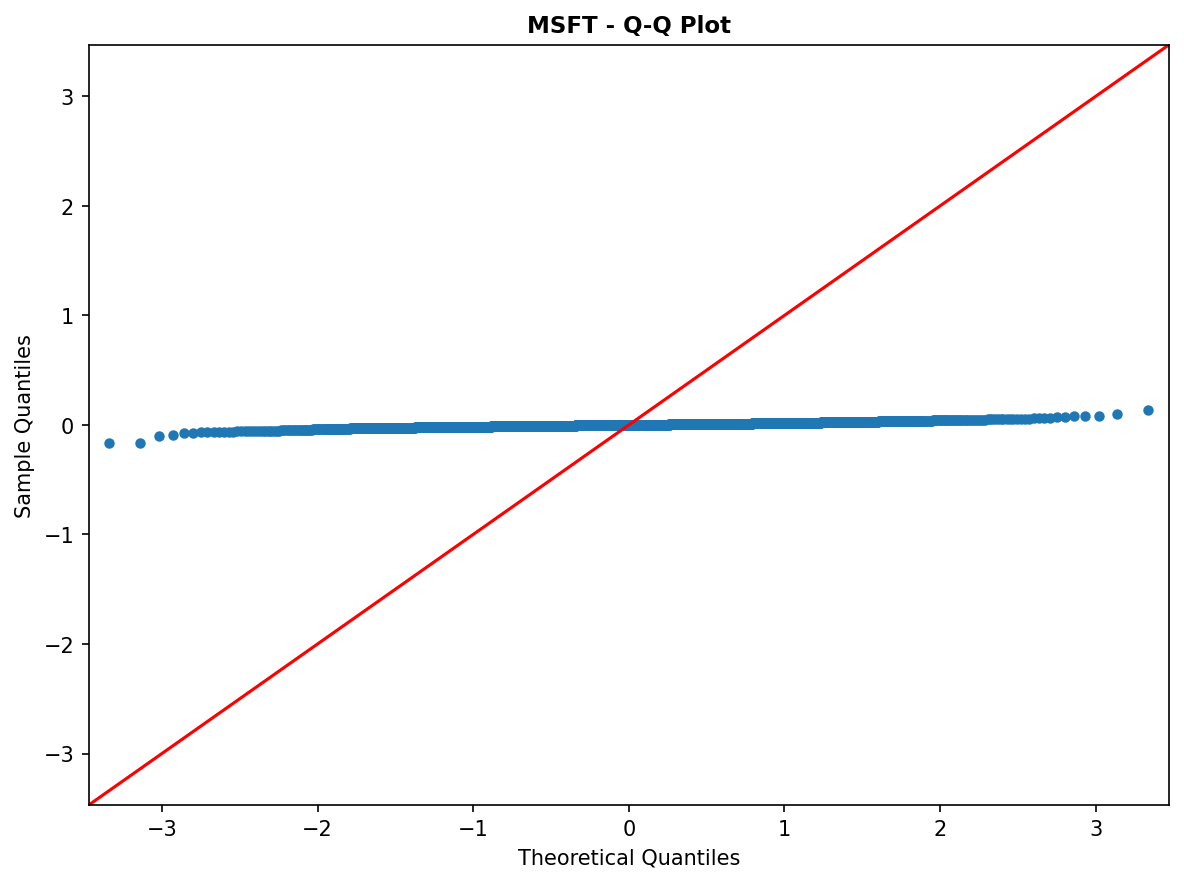 MSFT - Q-Q Plot
3
2
1
0
−1
−2
−3
Sample Quantiles
−3 −2 −1 0 1 2 3
Theoretical Quantiles